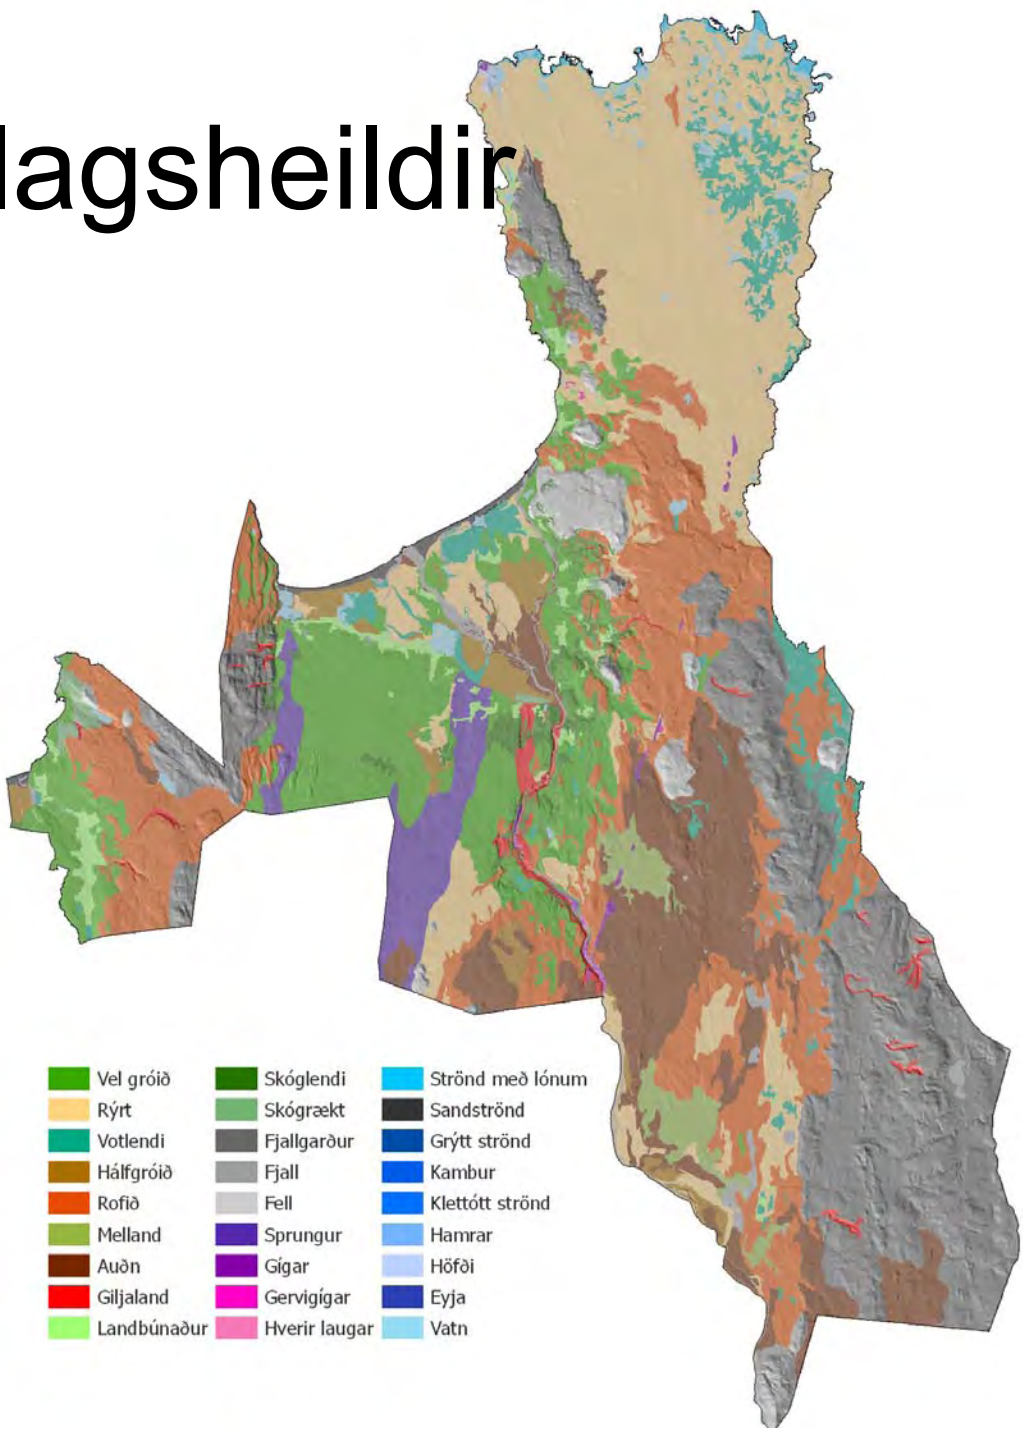 lagsheildir
Vel gróið
Rýrt
Votlendi
Hálfgróið
Rofið
Melland
Auðn
Giljaland
Landbúnaður
Skóglendi
Skógrækt
Fjallgarður
Fjall
Fell
Sprungur
Gígar
Gervigígar
Hverir laugar
Strönd með lónum
Sandströnd
Grýtt strönd
Kambur
Klettótt strönd
Hamrar
Höfði
Eyja
Vatn